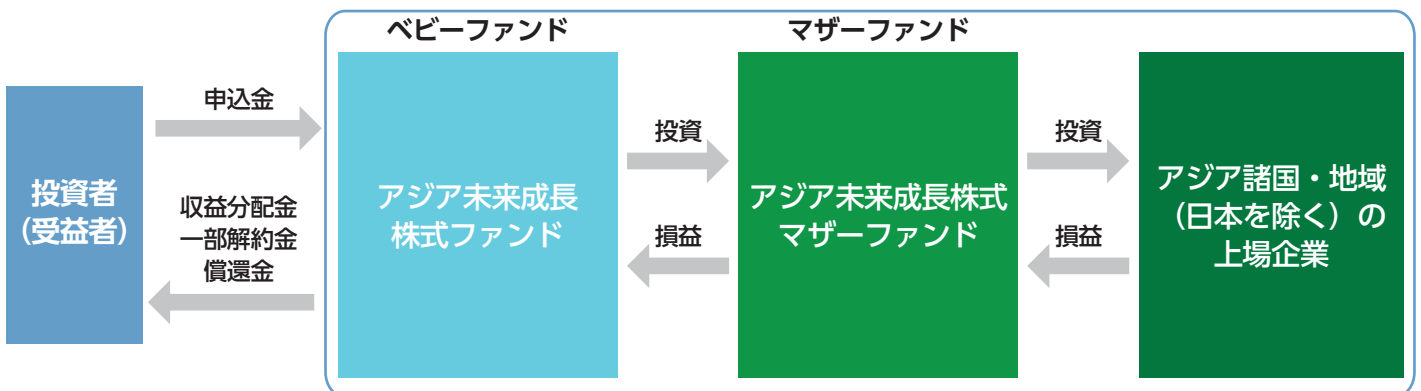 ベビーファンド
マザーファンド
投資者
（受益者）
申込金
収益分配金
一部解約金
償還金
アジア未来成長
株式ファンド
投資
損益
アジア未来成長株式
マザーファンド
投資
損益
アジア諸国・地域
（日本を除く）の
上場企業